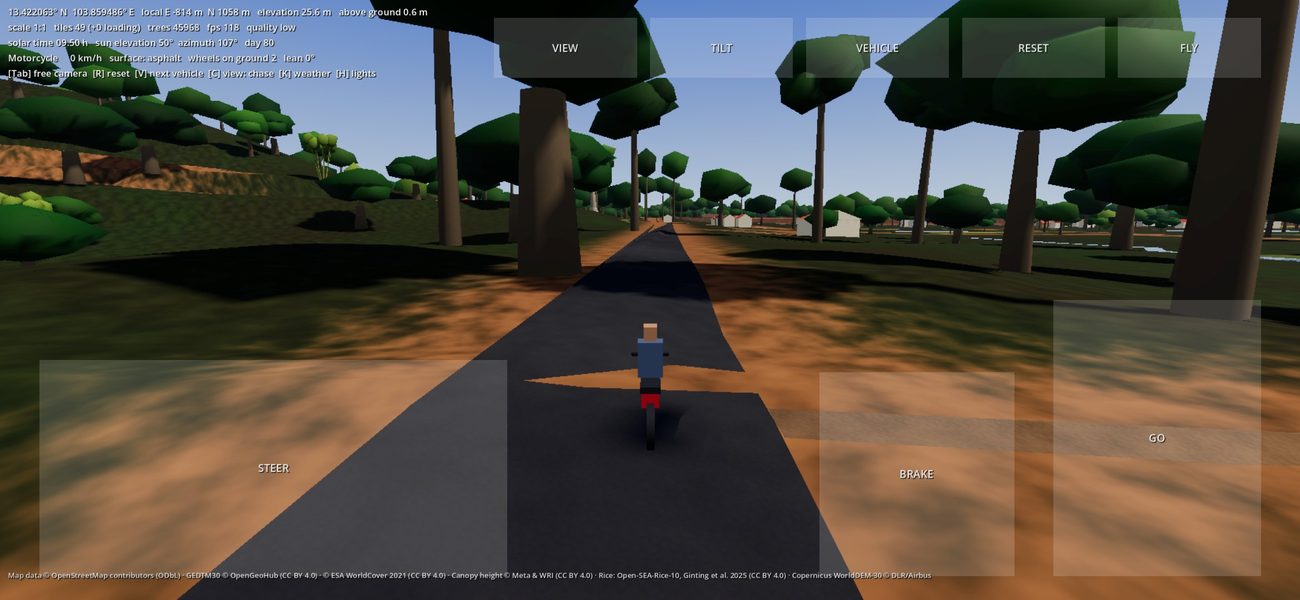 13.422063° N  103.859486° E   local E -814 m  N 1058 m   elevation 25.6 m   above ground 0.6 m
scale 1:1   tiles 49 (+0 loading)   trees 45968   fps 118   quality low
solar time 09:50 h   sun elevation 50°  azimuth 107°   day 80
Motorcycle     0 km/h   surface: asphalt   wheels on ground 2   lean 0°
[Tab] free camera  [R] reset  [V] next vehicle  [C] view: chase  [K] weather  [H] lights
VIEW
TILT
VEHICLE
RESET
FLY
STEER
BRAKE
GO
Map data © OpenStreetMap contributors (ODbL) · GEDTM30 © OpenGeoHub (CC BY 4.0) · © ESA WorldCover 2021 (CC BY 4.0) · Canopy height © Meta & WRI (CC BY 4.0) · Rice: Open-SEA-Rice-10, Ginting et al. 2025 (CC BY 4.0) · Copernicus WorldDEM-30 © DLR/Airbus